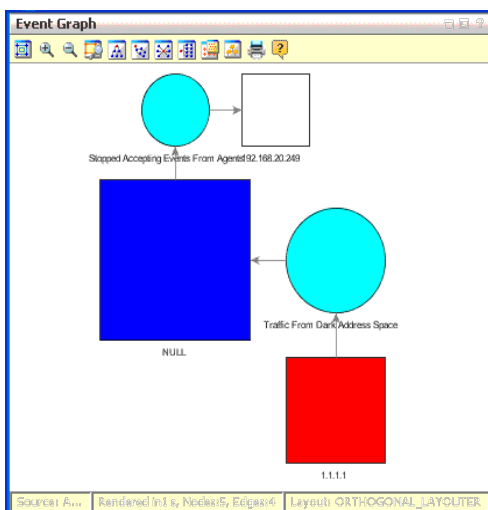 Event Graph
Stopped Accepting Events From Agents192.168.20.249
NULL
Traffic From Dark Address Space
1.1.1.1
Source: A...
Rendered in:1 s, Nodes:5, Edges:4
Layout: ORTHOGONAL_LAYOUTER